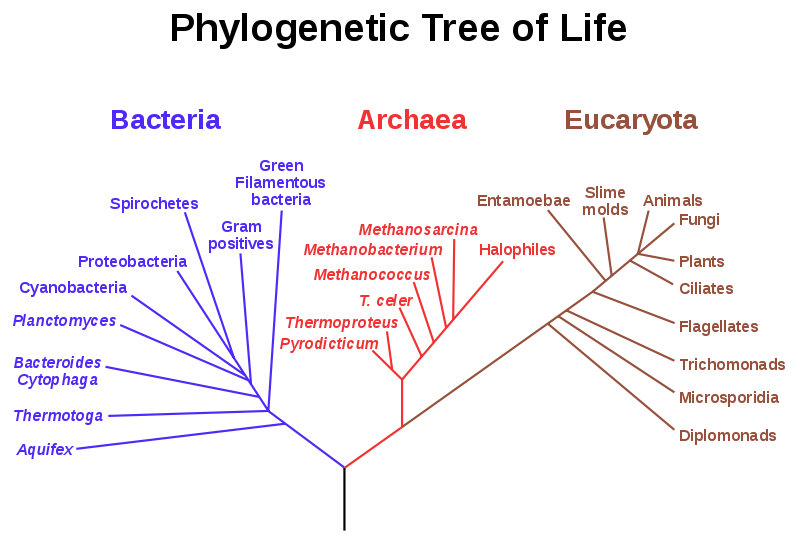 Phylogenetic Tree of Life
Bacteria
Archaea
Eucaryota
Green
Filamentous
bacteria
Spirochetes
Gram
positives
Proteobacteria
Cyanobacteria
Planctomyces
Bacteroides
Cytophaga
Thermotoga
Aquifex
Methanosarcina
Methanobacterium
Halophiles
Methanococcus
T. celer
Thermoproteus
Pyrodicticum
Entamoebae
Slime
molds
Animals
Fungi
Plants
Ciliates
Flagellates
Trichomonads
Microsporidia
Diplomonads